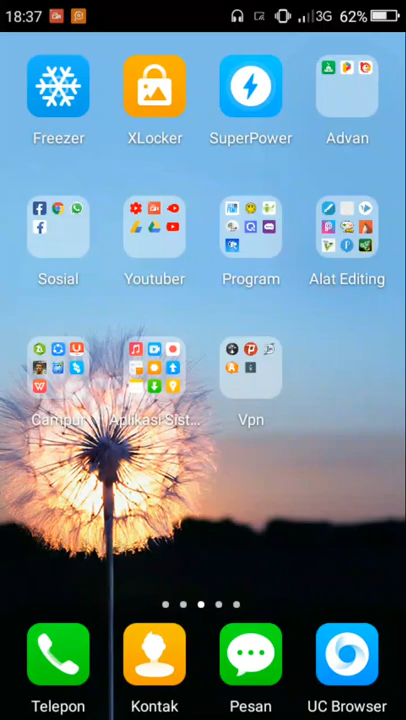 18:37 3G 62%
Freezer XLocker SuperPower Advan
Sosial Youtuber Program Alat Editing
Campur Aplikasi Sist... Vpn
Telepon Kontak Pesan UC Browser